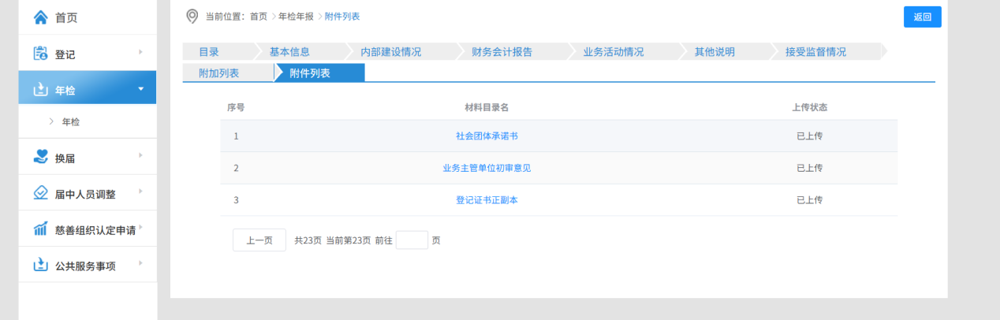 首页
登记
年检
年检
换届
届中人员调整
慈善组织认定申请
公共服务事项
当前位置：首页 >年检年报 >附件列表
返回
目录 基本信息 内部建设情况 财务会计报告 业务活动情况 其他说明 接受监督情况
附加列表 附件列表
序号 材料目录名 上传状态
1 社会团体承诺书 已上传
2 业务主管单位初审意见 已上传
3 登记证书正副本 已上传
上一页 共23页 当前第23页 前往 页